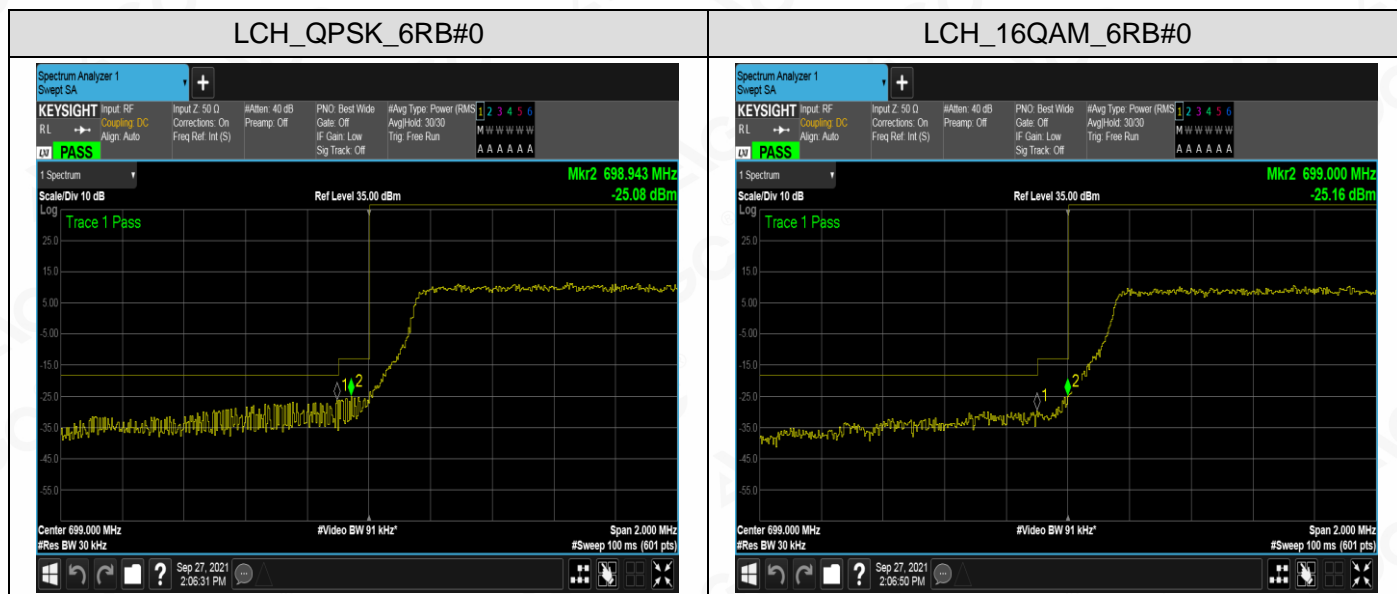 LCH_QPSK_6RB#0
LCH_16QAM_6RB#0
Spectrum Analyzer 1
Swept SA
+
KEYSIGHT
RL
Input: RF
Coupling: DC
Align: Auto
Input Z: 50 Ω
Corrections: On
Freq Ref: Int (S)
#Atten: 40 dB
Preamp: Off
PNO: Best Wide
Gate: Off
IF Gain: Low
Sig Track: Off
#Avg Type: Power (RMS
Avg|Hold: 30/30
Trig: Free Run
1 2 3 4 5 6
M W W W W W
A A A A A A
LXI PASS
1 Spectrum
Scale/Div 10 dB
Ref Level 35.00 dBm
Mkr2 698.943 MHz
-25.08 dBm
Log
Trace 1 Pass
25.0
15.0
5.00
-5.00
-15.0
-25.0
-35.0
-45.0
-55.0
1
2
Center 699.000 MHz
#Res BW 30 kHz
#Video BW 91 kHz*
Span 2.000 MHz
#Sweep 100 ms (601 pts)
?
Sep 27, 2021
2:06:31 PM
Spectrum Analyzer 1
Swept SA
+
KEYSIGHT
RL
Input: RF
Coupling: DC
Align: Auto
Input Z: 50 Ω
Corrections: On
Freq Ref: Int (S)
#Atten: 40 dB
Preamp: Off
PNO: Best Wide
Gate: Off
IF Gain: Low
Sig Track: Off
#Avg Type: Power (RMS
Avg|Hold: 30/30
Trig: Free Run
1 2 3 4 5 6
M W W W W W
A A A A A A
LXI PASS
1 Spectrum
Scale/Div 10 dB
Ref Level 35.00 dBm
Mkr2 699.000 MHz
-25.16 dBm
Log
Trace 1 Pass
25.0
15.0
5.00
-5.00
-15.0
-25.0
-35.0
-45.0
-55.0
1
2
Center 699.000 MHz
#Res BW 30 kHz
#Video BW 91 kHz*
Span 2.000 MHz
#Sweep 100 ms (601 pts)
?
Sep 27, 2021
2:06:50 PM